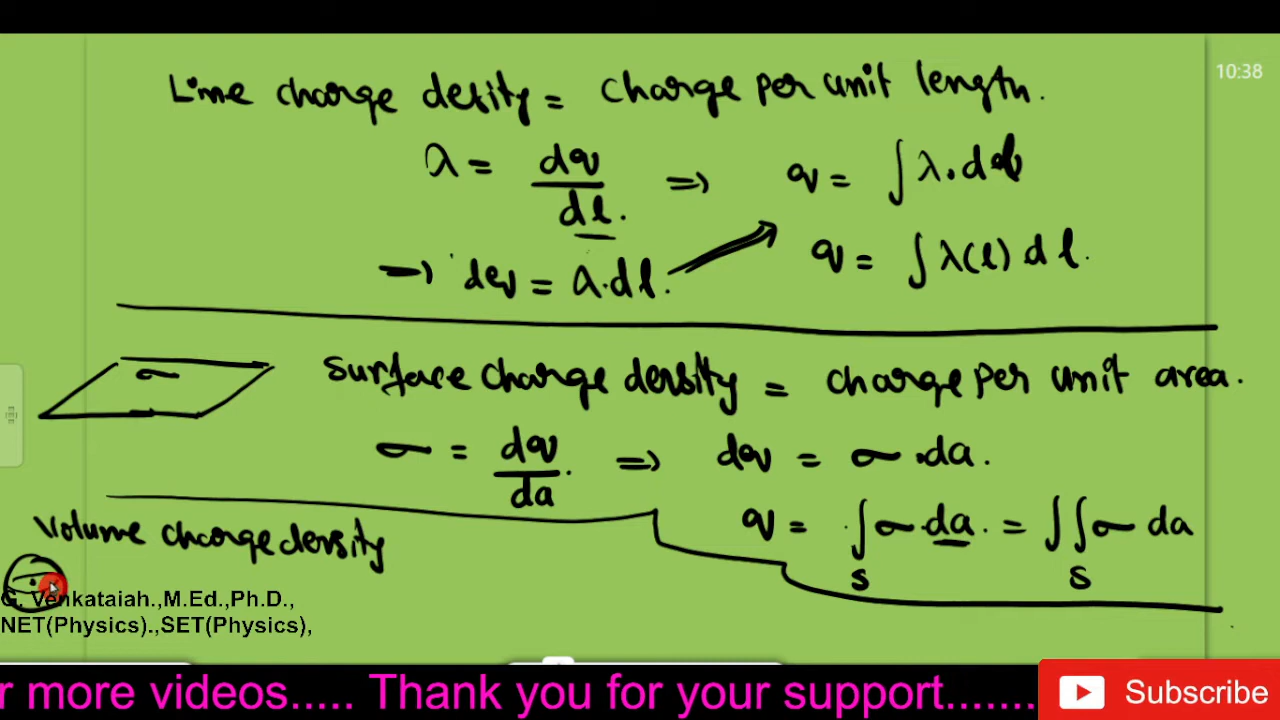 Line charge desity = charge per unit length.
10:38
λ = dq/dl. ⇒ q = ∫ λ. dl
→ dq = λ.dl. q = ∫ λ(l) dl.
σ
Surface charge density = charge per unit area.
σ = dq/da. ⇒ dq = σ .da.
q = ∫s σ da. = ∫∫s σ da
Volume charge density
G. Venkataiah.,M.Ed.,Ph.D.,
NET(Physics).,SET(Physics),
r more videos..... Thank you for your support.......
Subscribe